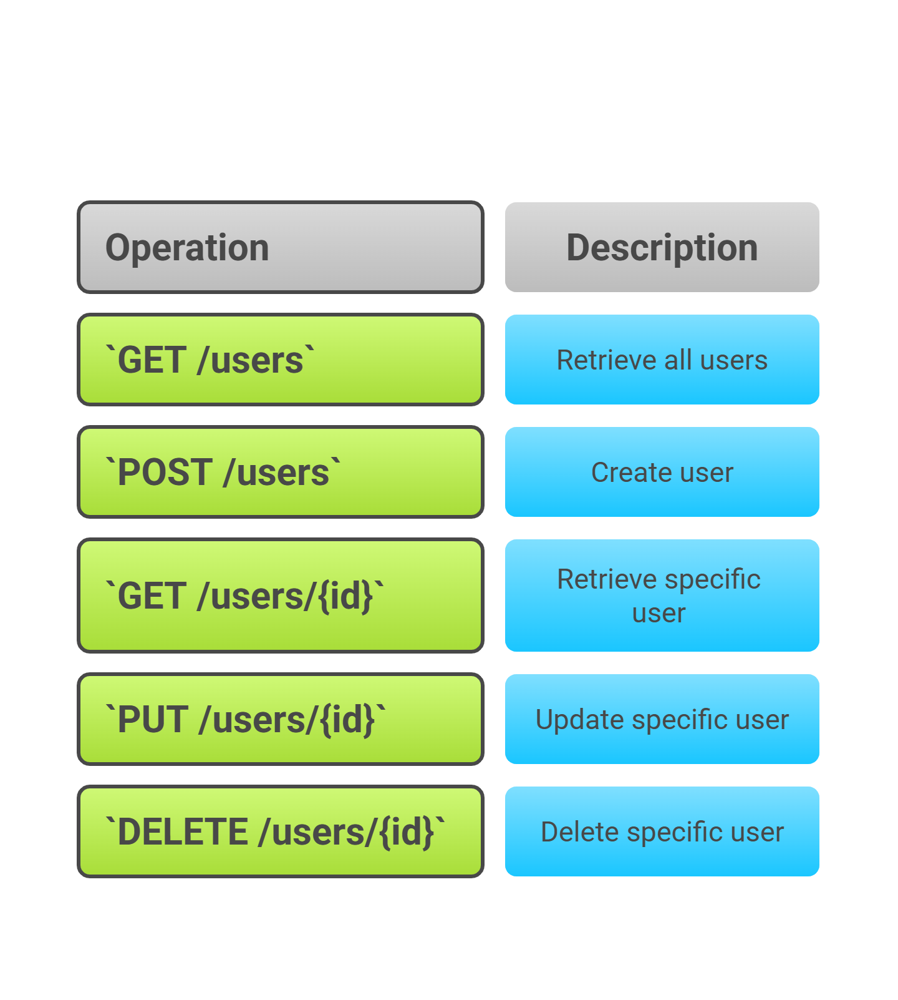 Operation
Description
`GET /users`
Retrieve all users
`POST /users`
Create user
`GET /users/{id}`
Retrieve specific
user
`PUT /users/{id}`
Update specific user
`DELETE /users/{id}`
Delete specific user